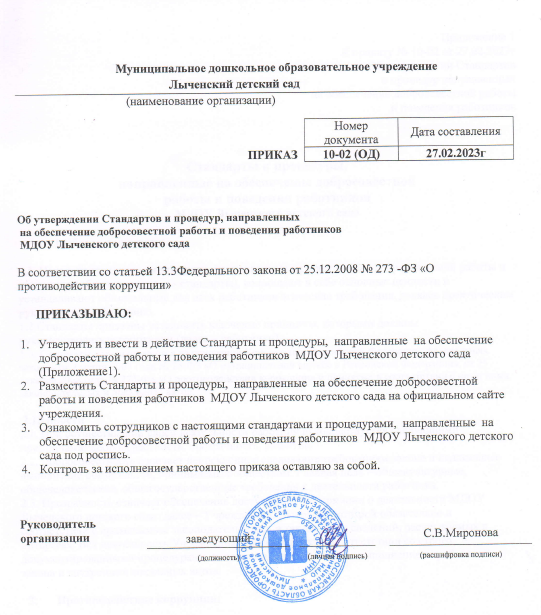 Муниципальное дошкольное образовательное учреждение
Лыченский детский сад
(наименование организации)
Номер документа Дата составления
ПРИКАЗ 10-02 (ОД) 27.02.2023г
Об утверждении Стандартов и процедур, направленных
на обеспечение добросовестной работы и поведения работников
МДОУ Лыченского детского сада
В соответствии со статьей 13.3Федерального закона от 25.12.2008 № 273 -ФЗ «О
противодействии коррупции»
ПРИКАЗЫВАЮ:
1. Утвердить и ввести в действие Стандарты и процедуры, направленные на обеспечение
добросовестной работы и поведения работников МДОУ Лыченского детского сада
(Приложение1).
2. Разместить Стандарты и процедуры, направленные на обеспечение добросовестной
работы и поведения работников МДОУ Лыченского детского сада на официальном сайте
учреждения.
3. Ознакомить сотрудников с настоящими стандартами и процедурами, направленные на
обеспечение добросовестной работы и поведения работников МДОУ Лыченского детского
сада под роспись.
4. Контроль за исполнением настоящего приказа оставляю за собой.
Руководитель
организации заведующий С.В.Миронова
(должность) (личная подпись) (расшифровка подписи)